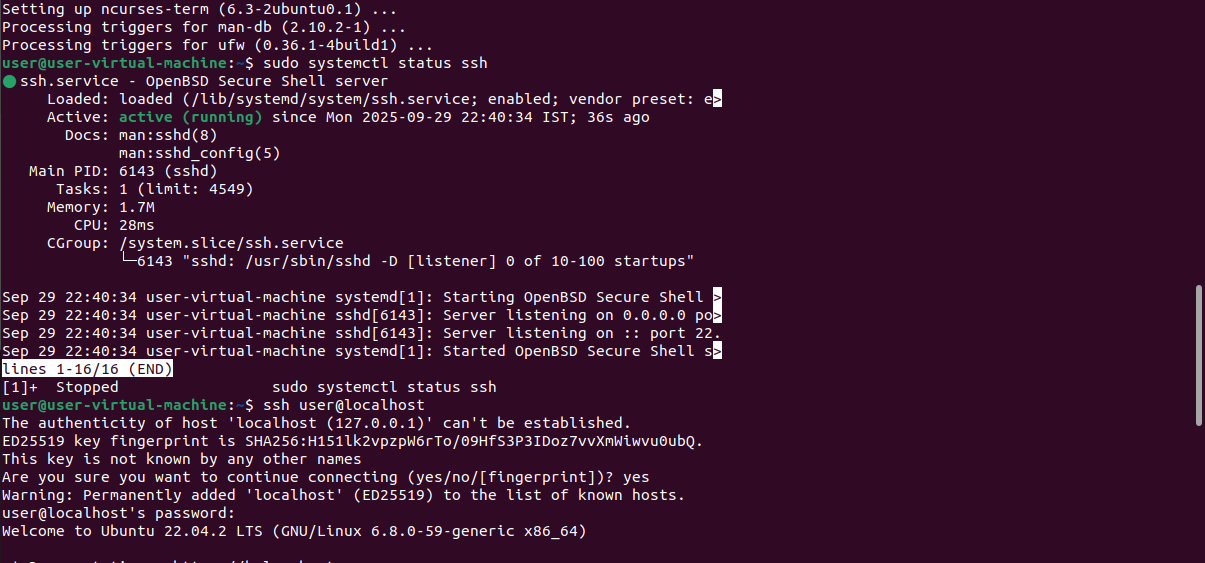 Setting up ncurses-term (6.3-2ubuntu0.1) ...
Processing triggers for man-db (2.10.2-1) ...
Processing triggers for ufw (0.36.1-4build1) ...
user@user-virtual-machine:~$ sudo systemctl status ssh
● ssh.service - OpenBSD Secure Shell server
     Loaded: loaded (/lib/systemd/system/ssh.service; enabled; vendor preset: e>
     Active: active (running) since Mon 2025-09-29 22:40:34 IST; 36s ago
       Docs: man:sshd(8)
             man:sshd_config(5)
   Main PID: 6143 (sshd)
      Tasks: 1 (limit: 4549)
     Memory: 1.7M
        CPU: 28ms
     CGroup: /system.slice/ssh.service
             └─6143 "sshd: /usr/sbin/sshd -D [listener] 0 of 10-100 startups"
Sep 29 22:40:34 user-virtual-machine systemd[1]: Starting OpenBSD Secure Shell >
Sep 29 22:40:34 user-virtual-machine sshd[6143]: Server listening on 0.0.0.0 po>
Sep 29 22:40:34 user-virtual-machine sshd[6143]: Server listening on :: port 22.
Sep 29 22:40:34 user-virtual-machine systemd[1]: Started OpenBSD Secure Shell s>
lines 1-16/16 (END)
[1]+  Stopped                 sudo systemctl status ssh
user@user-virtual-machine:~$ ssh user@localhost
The authenticity of host 'localhost (127.0.0.1)' can't be established.
ED25519 key fingerprint is SHA256:H151lk2vpzpW6rTo/09HfS3P3IDoz7vvXmWiwvu0ubQ.
This key is not known by any other names
Are you sure you want to continue connecting (yes/no/[fingerprint])? yes
Warning: Permanently added 'localhost' (ED25519) to the list of known hosts.
user@localhost's password:
Welcome to Ubuntu 22.04.2 LTS (GNU/Linux 6.8.0-59-generic x86_64)